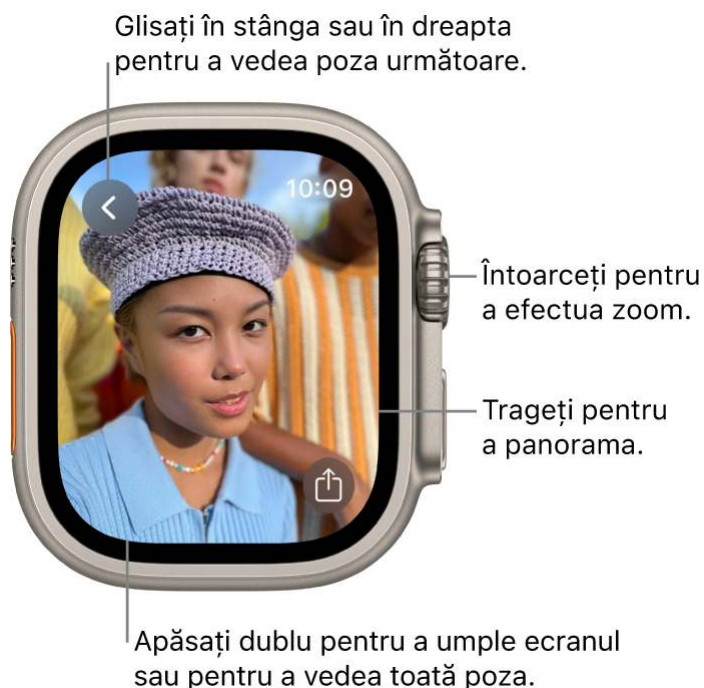 Glisați în stânga sau în dreapta
pentru a vedea poza următoare.
10:09
Întoarceți pentru
a efectua zoom.
Trageți pentru
a panorama.
Apăsați dublu pentru a umple ecranul
sau pentru a vedea toată poza.